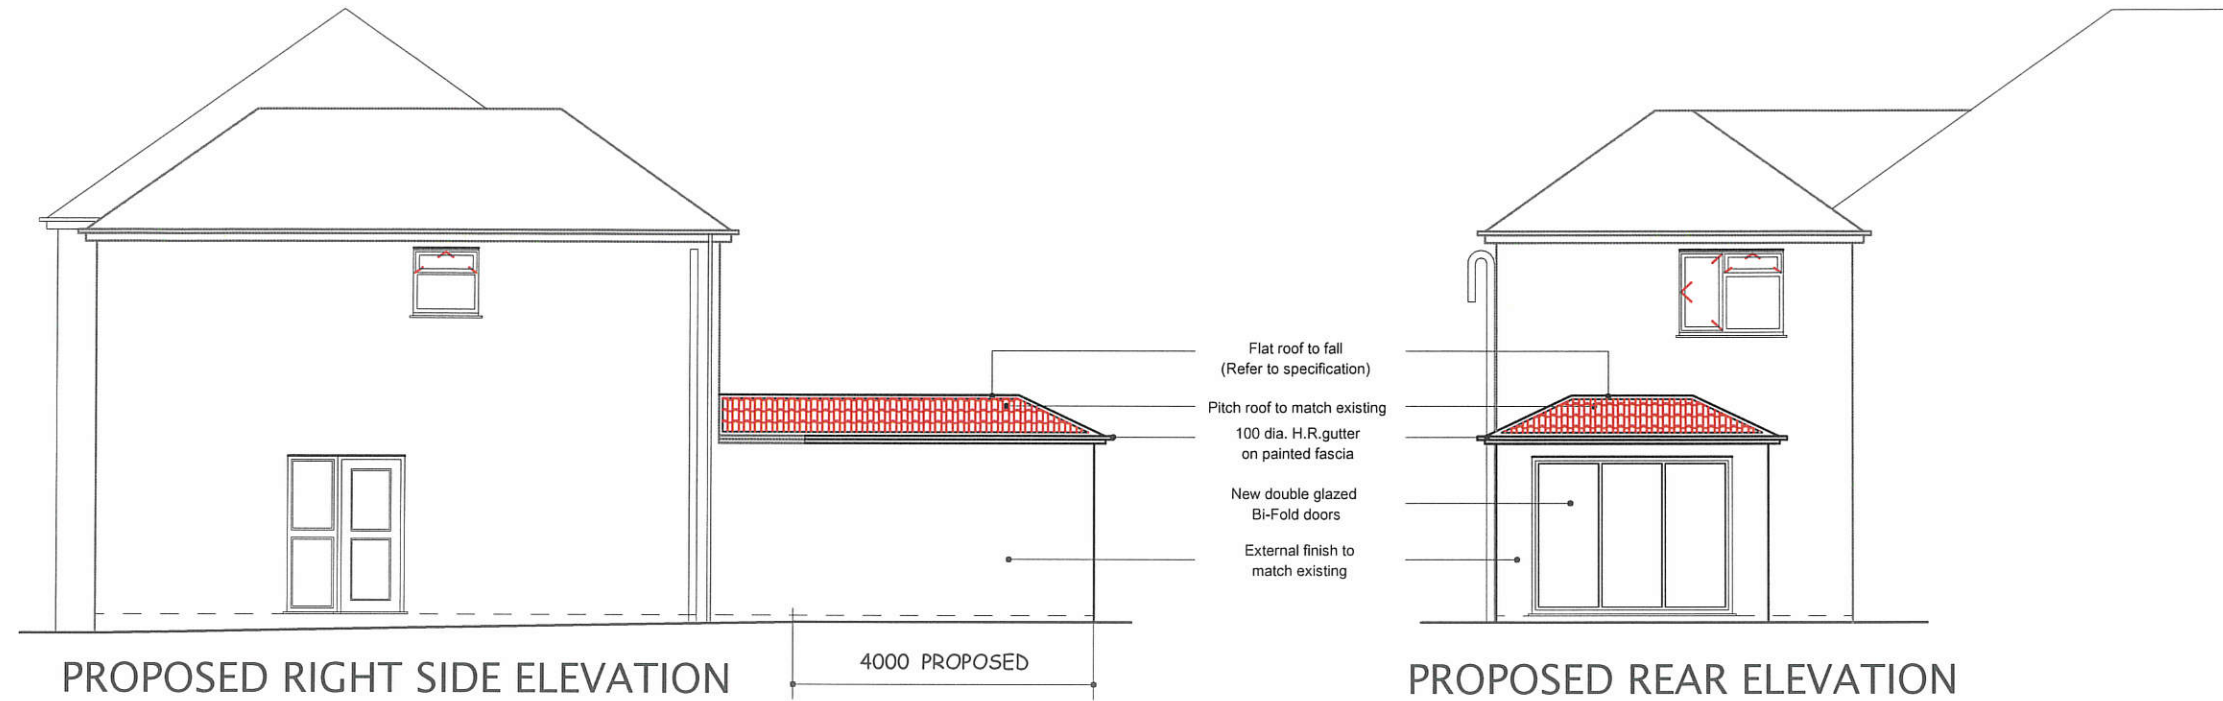 Flat roof to fall
(Refer to specification)
Pitch roof to match existing
100 dia. H.R.gutter
on painted fascia
New double glazed
Bi-Fold doors
External finish to
match existing
4000 PROPOSED
PROPOSED RIGHT SIDE ELEVATION
PROPOSED REAR ELEVATION